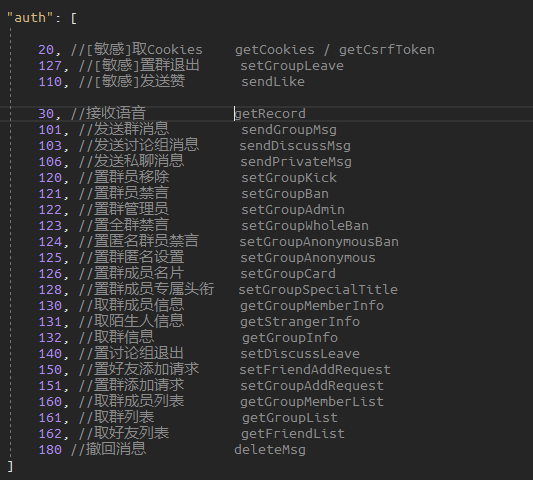 "auth": [
20, //[敏感]取Cookies    getCookies / getCsrfToken
127, //[敏感]置群退出     setGroupLeave
110, //[敏感]发送赞       sendLike
30, //接收语音           getRecord
101, //发送群消息         sendGroupMsg
103, //发送讨论组消息     sendDiscussMsg
106, //发送私聊消息       sendPrivateMsg
120, //置群员移除         setGroupKick
121, //置群员禁言         setGroupBan
122, //置群管理员         setGroupAdmin
123, //置全群禁言         setGroupWholeBan
124, //置匿名群员禁言     setGroupAnonymousBan
125, //置群匿名设置       setGroupAnonymous
126, //置群成员名片       setGroupCard
128, //置群成员专属头衔   setGroupSpecialTitle
130, //取群成员信息       getGroupMemberInfo
131, //取陌生人信息       getStrangerInfo
132, //取群信息           getGroupInfo
140, //置讨论组退出       setDiscussLeave
150, //置好友添加请求     setFriendAddRequest
151, //置群添加请求       setGroupAddRequest
160, //取群成员列表       getGroupMemberList
161, //取群列表           getGroupList
162, //取好友列表         getFriendList
180 //撤回消息           deleteMsg
]